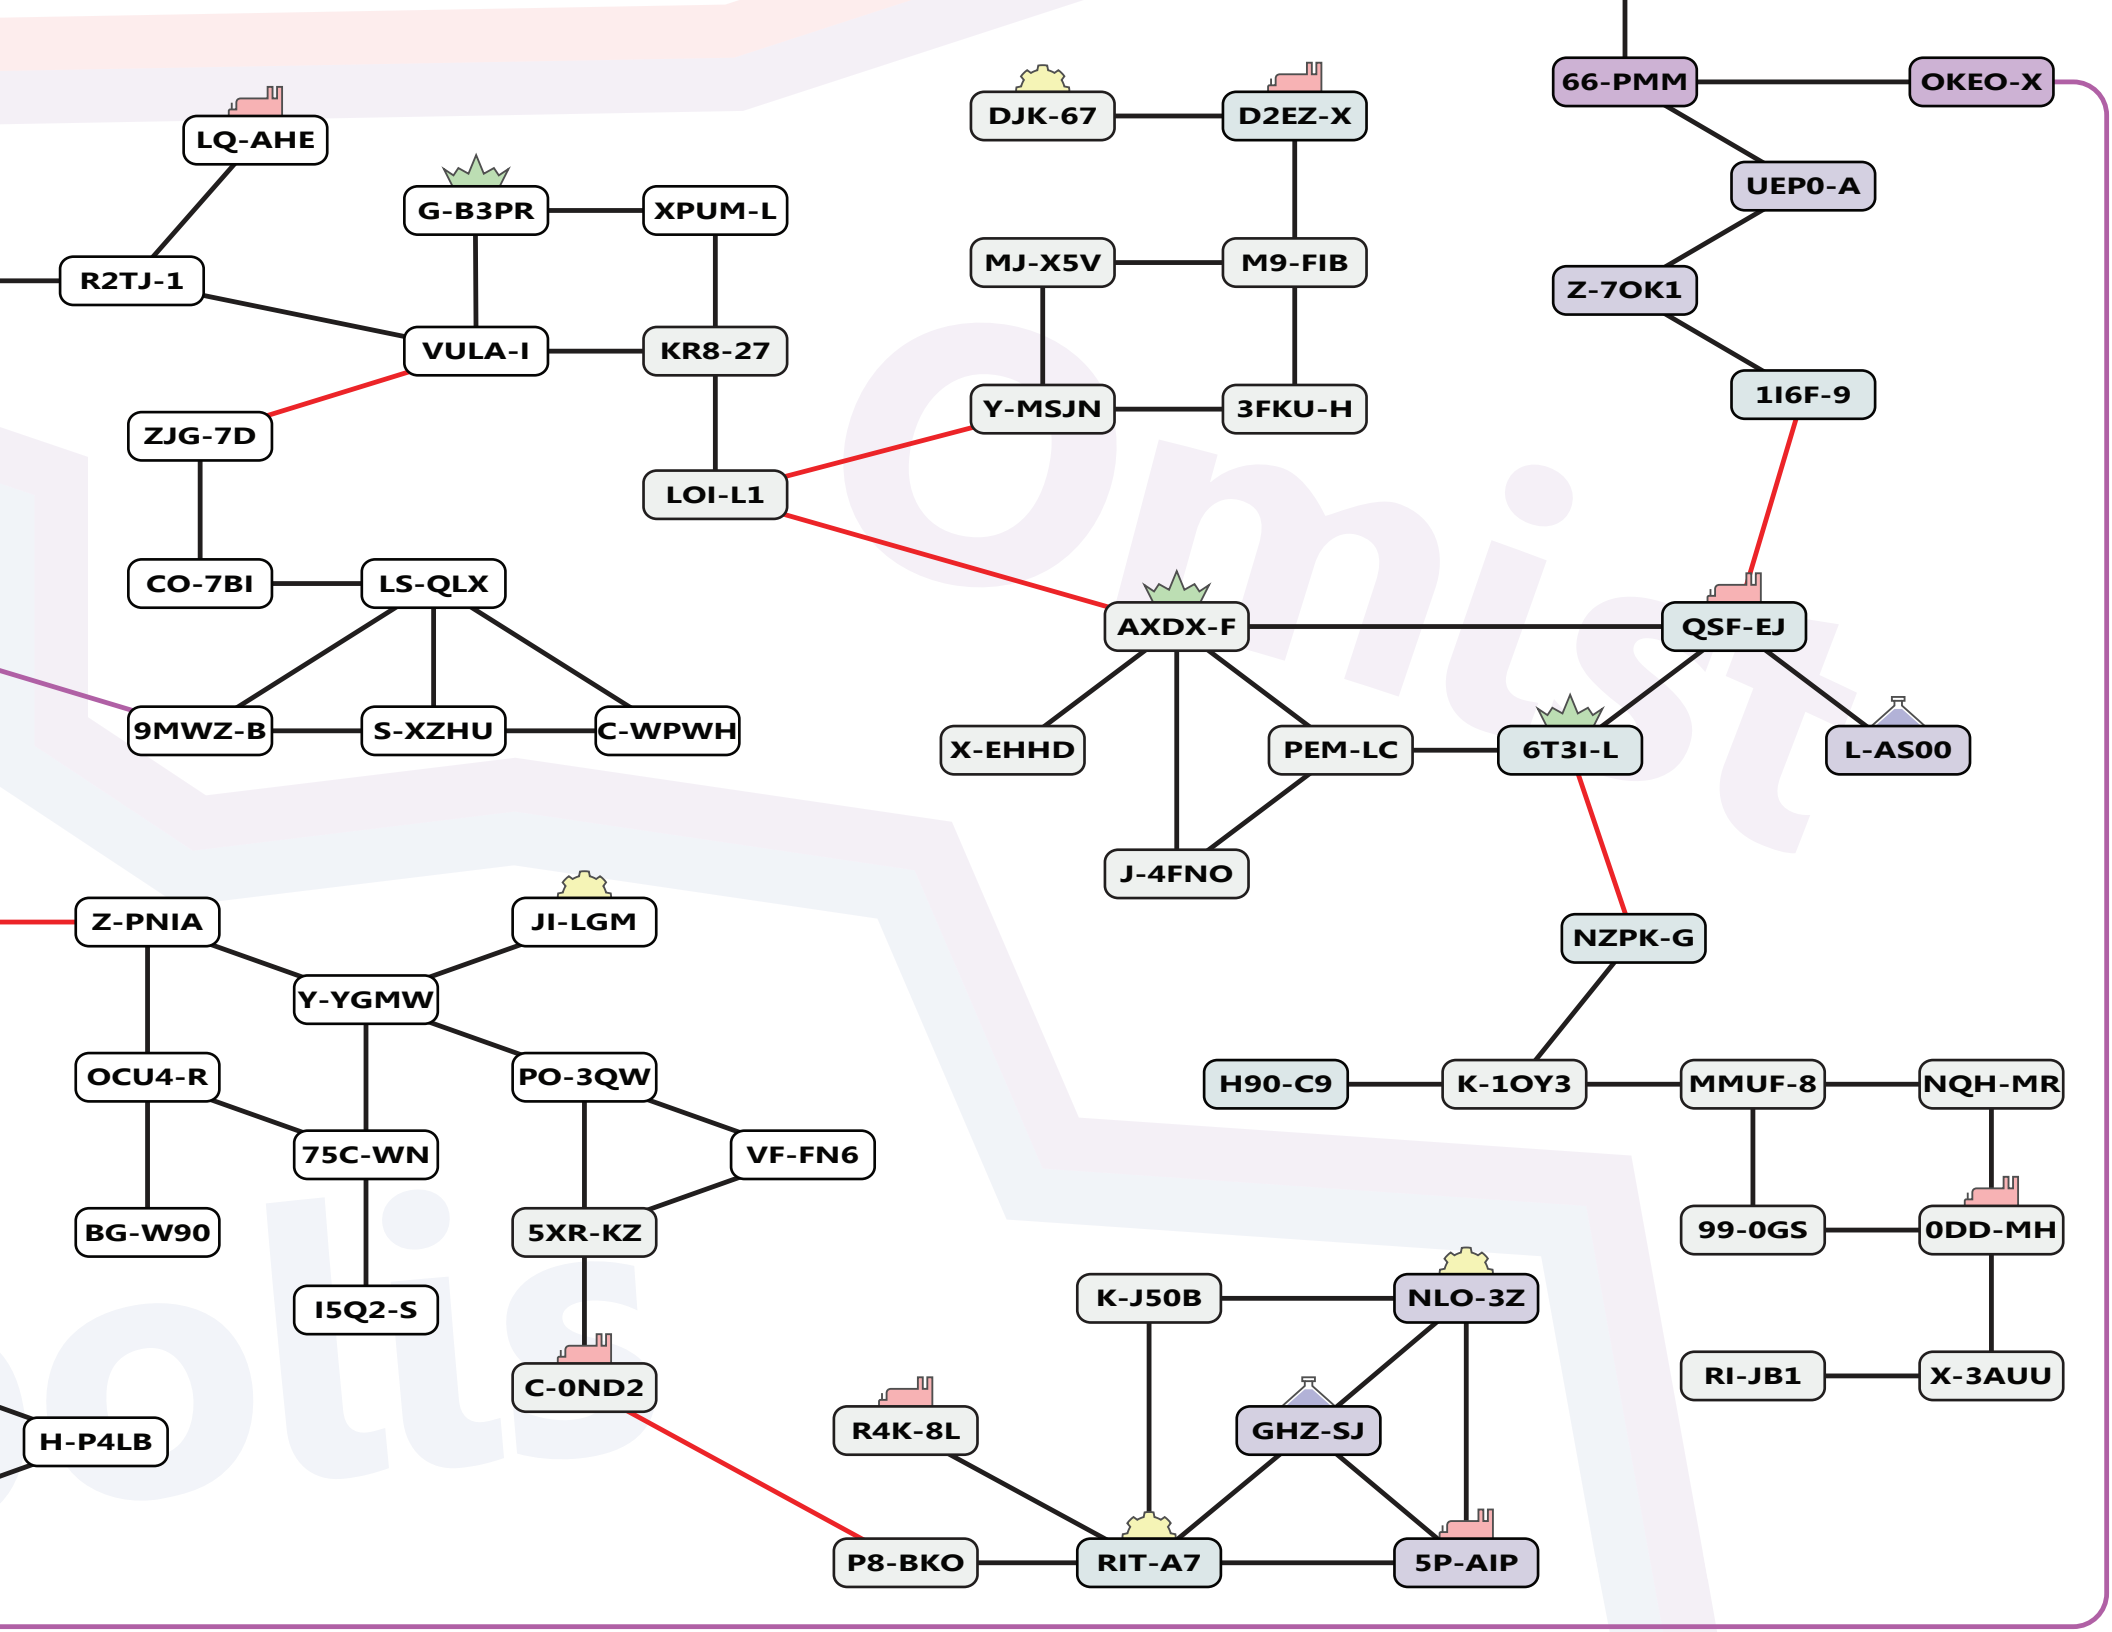 66-PMM
OKEO-X
DJK-67
D2EZ-X
LQ-AHE
UEP0-A
G-B3PR
XPUM-L
MJ-X5V
M9-FIB
R2TJ-1
Z-7OK1
VULA-I
KR8-27
1I6F-9
Y-MSJN
3FKU-H
ZJG-7D
LOI-L1
Omist
CO-7BI
LS-QLX
AXDX-F
QSF-EJ
9MWZ-B
S-XZHU
C-WPWH
X-EHHD
PEM-LC
6T3I-L
L-AS00
J-4FNO
Z-PNIA
JI-LGM
NZPK-G
Y-YGMW
OCU4-R
PO-3QW
H90-C9
K-1OY3
MMUF-8
NQH-MR
75C-WN
VF-FN6
BG-W90
5XR-KZ
99-0GS
0DD-MH
I5Q2-S
K-J50B
NLO-3Z
olis
C-0ND2
RI-JB1
X-3AUU
H-P4LB
R4K-8L
GHZ-SJ
P8-BKO
RIT-A7
5P-AIP